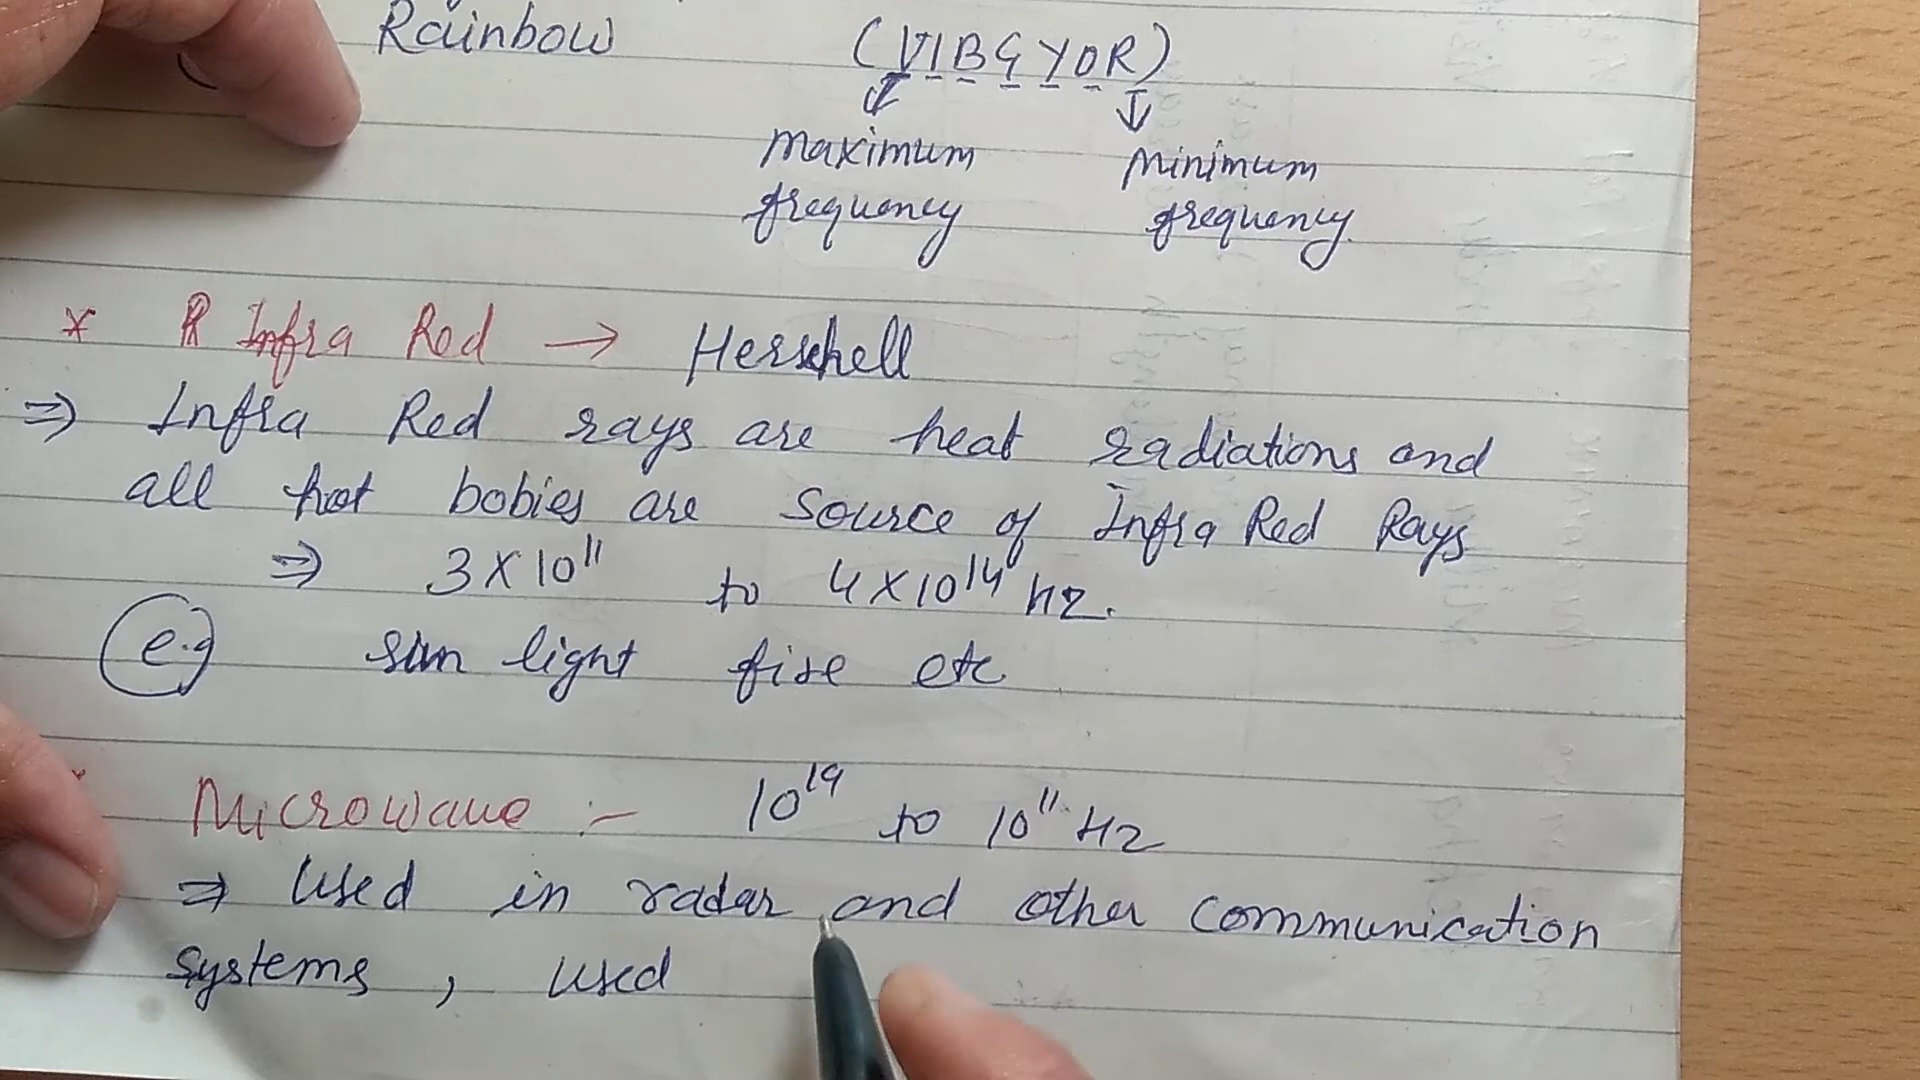 Rainbow (VIBGYOR)
maximum frequency
minimum frequency.
* Infra Red → Herschell
⇒ Infra Red rays are heat radiations and
all hot bobies are source of Infra Red Rays
⇒ 3 X 10¹¹ to 4 X 10¹⁴ HZ.
e.g sun light fire etc
Microwave :- 10¹⁹ to 10¹¹ HZ
⇒ Used in radar and other communication
systems, used